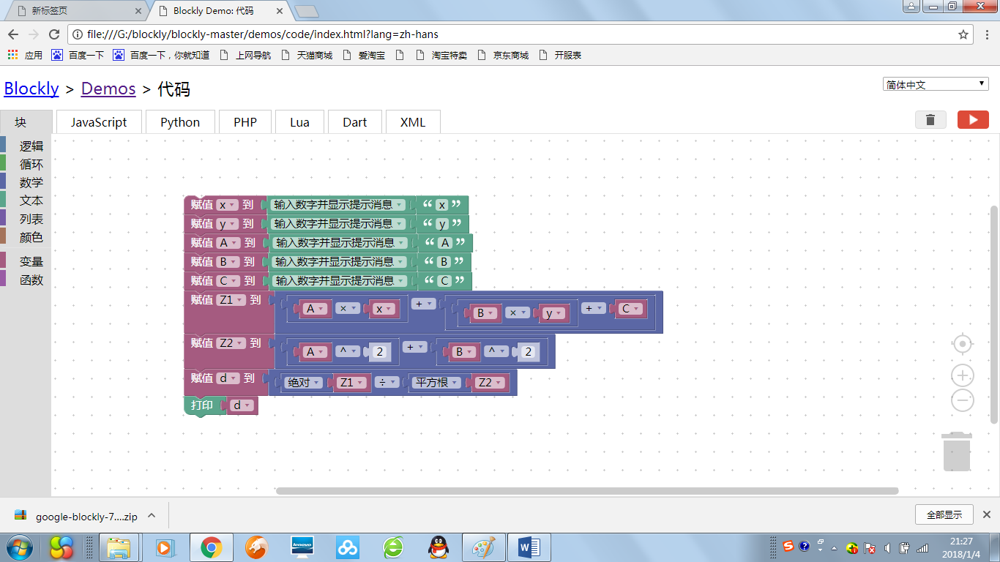 新标签页
Blockly Demo: 代码
file:///G:/blockly/blockly-master/demos/code/index.html?lang=zh-hans
应用 百度一下 百度一下，你就知道 上网导航 天猫商城 爱淘宝 淘宝特卖 京东商城 开服表
Blockly > Demos > 代码
简体中文
块 JavaScript Python PHP Lua Dart XML
逻辑
循环
数学
文本
列表
颜色
变量
函数
赋值 x 到 输入数字并显示提示消息 “ x ”
赋值 y 到 输入数字并显示提示消息 “ y ”
赋值 A 到 输入数字并显示提示消息 “ A ”
赋值 B 到 输入数字并显示提示消息 “ B ”
赋值 C 到 输入数字并显示提示消息 “ C ”
赋值 Z1 到 A × x + B × y + C
赋值 Z2 到 A ^ 2 + B ^ 2
赋值 d 到 绝对 Z1 ÷ 平方根 Z2
打印 d
google-blockly-7....zip
全部显示
lenovo
21:27
2018/1/4